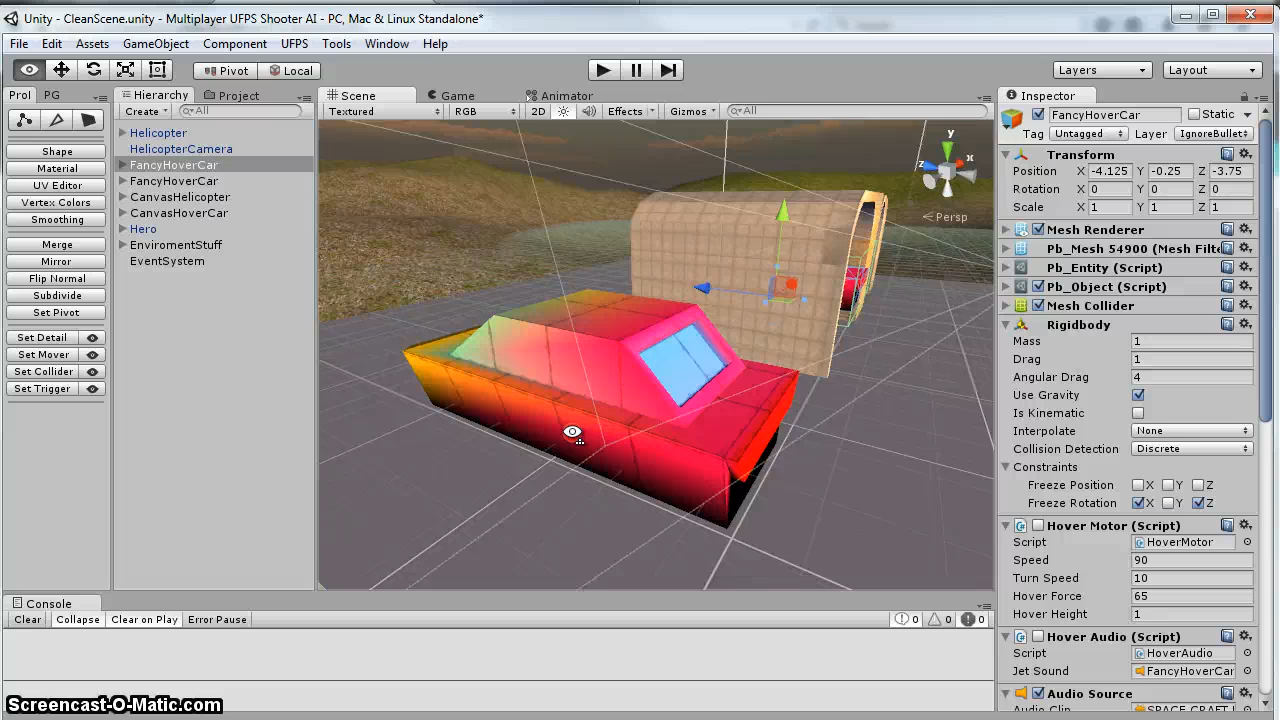 Unity - CleanScene.unity - Multiplayer UFPS Shooter AI - PC, Mac & Linux Standalone*
File Edit Assets GameObject Component UFPS Tools Window Help
Pivot Local Layers Layout
Prol PG Hierarchy Project Scene Game Animator Inspector
Create All Textured RGB 2D Effects Gizmos All
FancyHoverCar Static
Tag Untagged Layer IgnoreBullet
Shape
Material
UV Editor
Vertex Colors
Smoothing
Merge
Mirror
Flip Normal
Subdivide
Set Pivot
Set Detail
Set Mover
Set Collider
Set Trigger
Helicopter
HelicopterCamera
FancyHoverCar
FancyHoverCar
CanvasHelicopter
CanvasHoverCar
Hero
EnviromentStuff
EventSystem
y
z x
Persp
Transform
Position X -4.125 Y -0.25 Z -3.75
Rotation X 0 Y 0 Z 0
Scale X 1 Y 1 Z 1
Mesh Renderer
Pb_Mesh 54900 (Mesh Filte
Pb_Entity (Script)
Pb_Object (Script)
Mesh Collider
Rigidbody
Mass 1
Drag 1
Angular Drag 4
Use Gravity
Is Kinematic
Interpolate None
Collision Detection Discrete
Constraints
Freeze Position X Y Z
Freeze Rotation X Y Z
Hover Motor (Script)
Script HoverMotor
Speed 90
Turn Speed 10
Hover Force 65
Hover Height 1
Hover Audio (Script)
Script HoverAudio
Jet Sound FancyHoverCar
Audio Source
Console
Clear Collapse Clear on Play Error Pause 0 0 0
Screencast-O-Matic.com